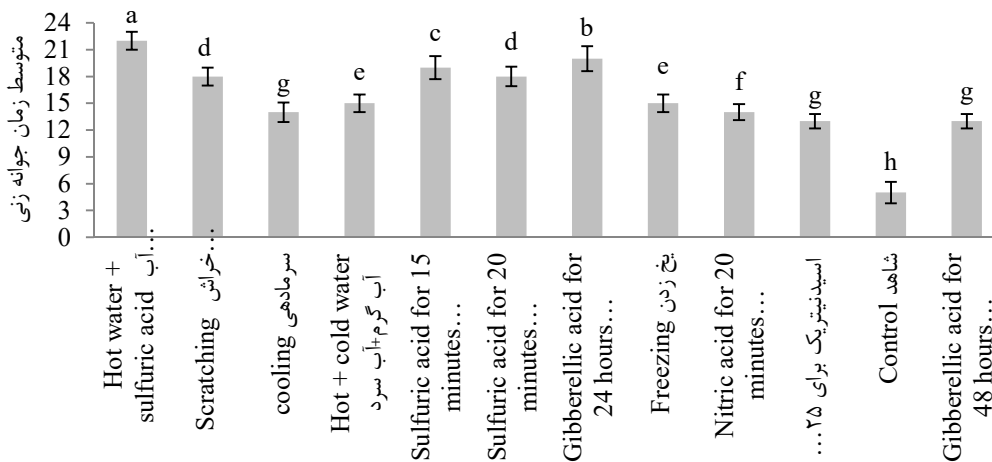 متوسط زمان جوانه زنی
24
21
18
15
12
9
6
3
0
a
d
g
e
c
d
b
e
f
g
h
g
Hot water +
sulfuric acid آب…
Scratching خراش…
cooling سرمادهی
Hot + cold water
آب گرم+آب سرد
Sulfuric acid for 15
minutes…
Sulfuric acid for 20
minutes…
Gibberellic acid for
24 hours…
Freezing یخ زدن
Nitric acid for 20
minutes…
اسیدنیتریک برای ۲۵…
Control شاهد
Gibberellic acid for
48 hours…